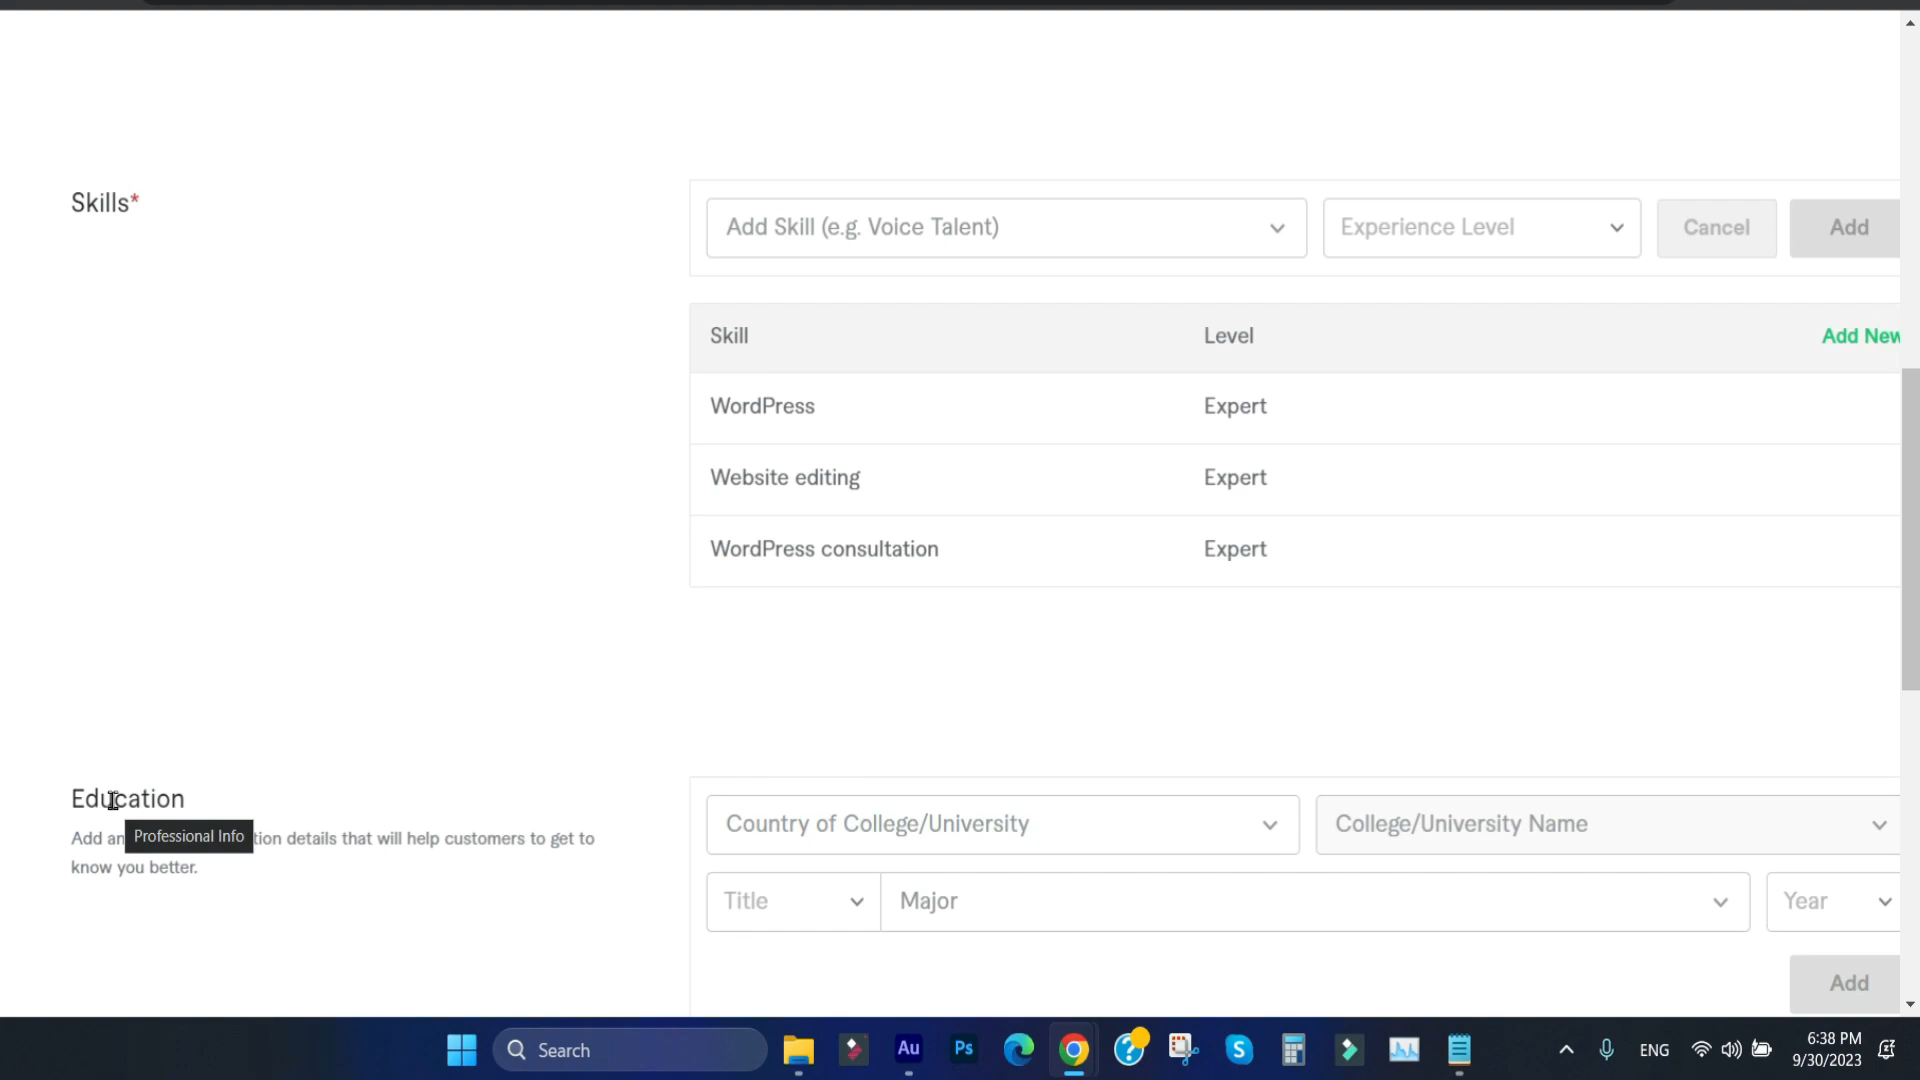 Skills*
Add Skill (e.g. Voice Talent)
Experience Level
Cancel
Add
Skill
Level
Add New
WordPress
Expert
Website editing
Expert
WordPress consultation
Expert
Education
Add an
Professional Info
tion details that will help customers to get to
know you better.
Country of College/University
College/University Name
Title
Major
Year
Add
Search
Au
Ps
ENG
6:38 PM
9/30/2023